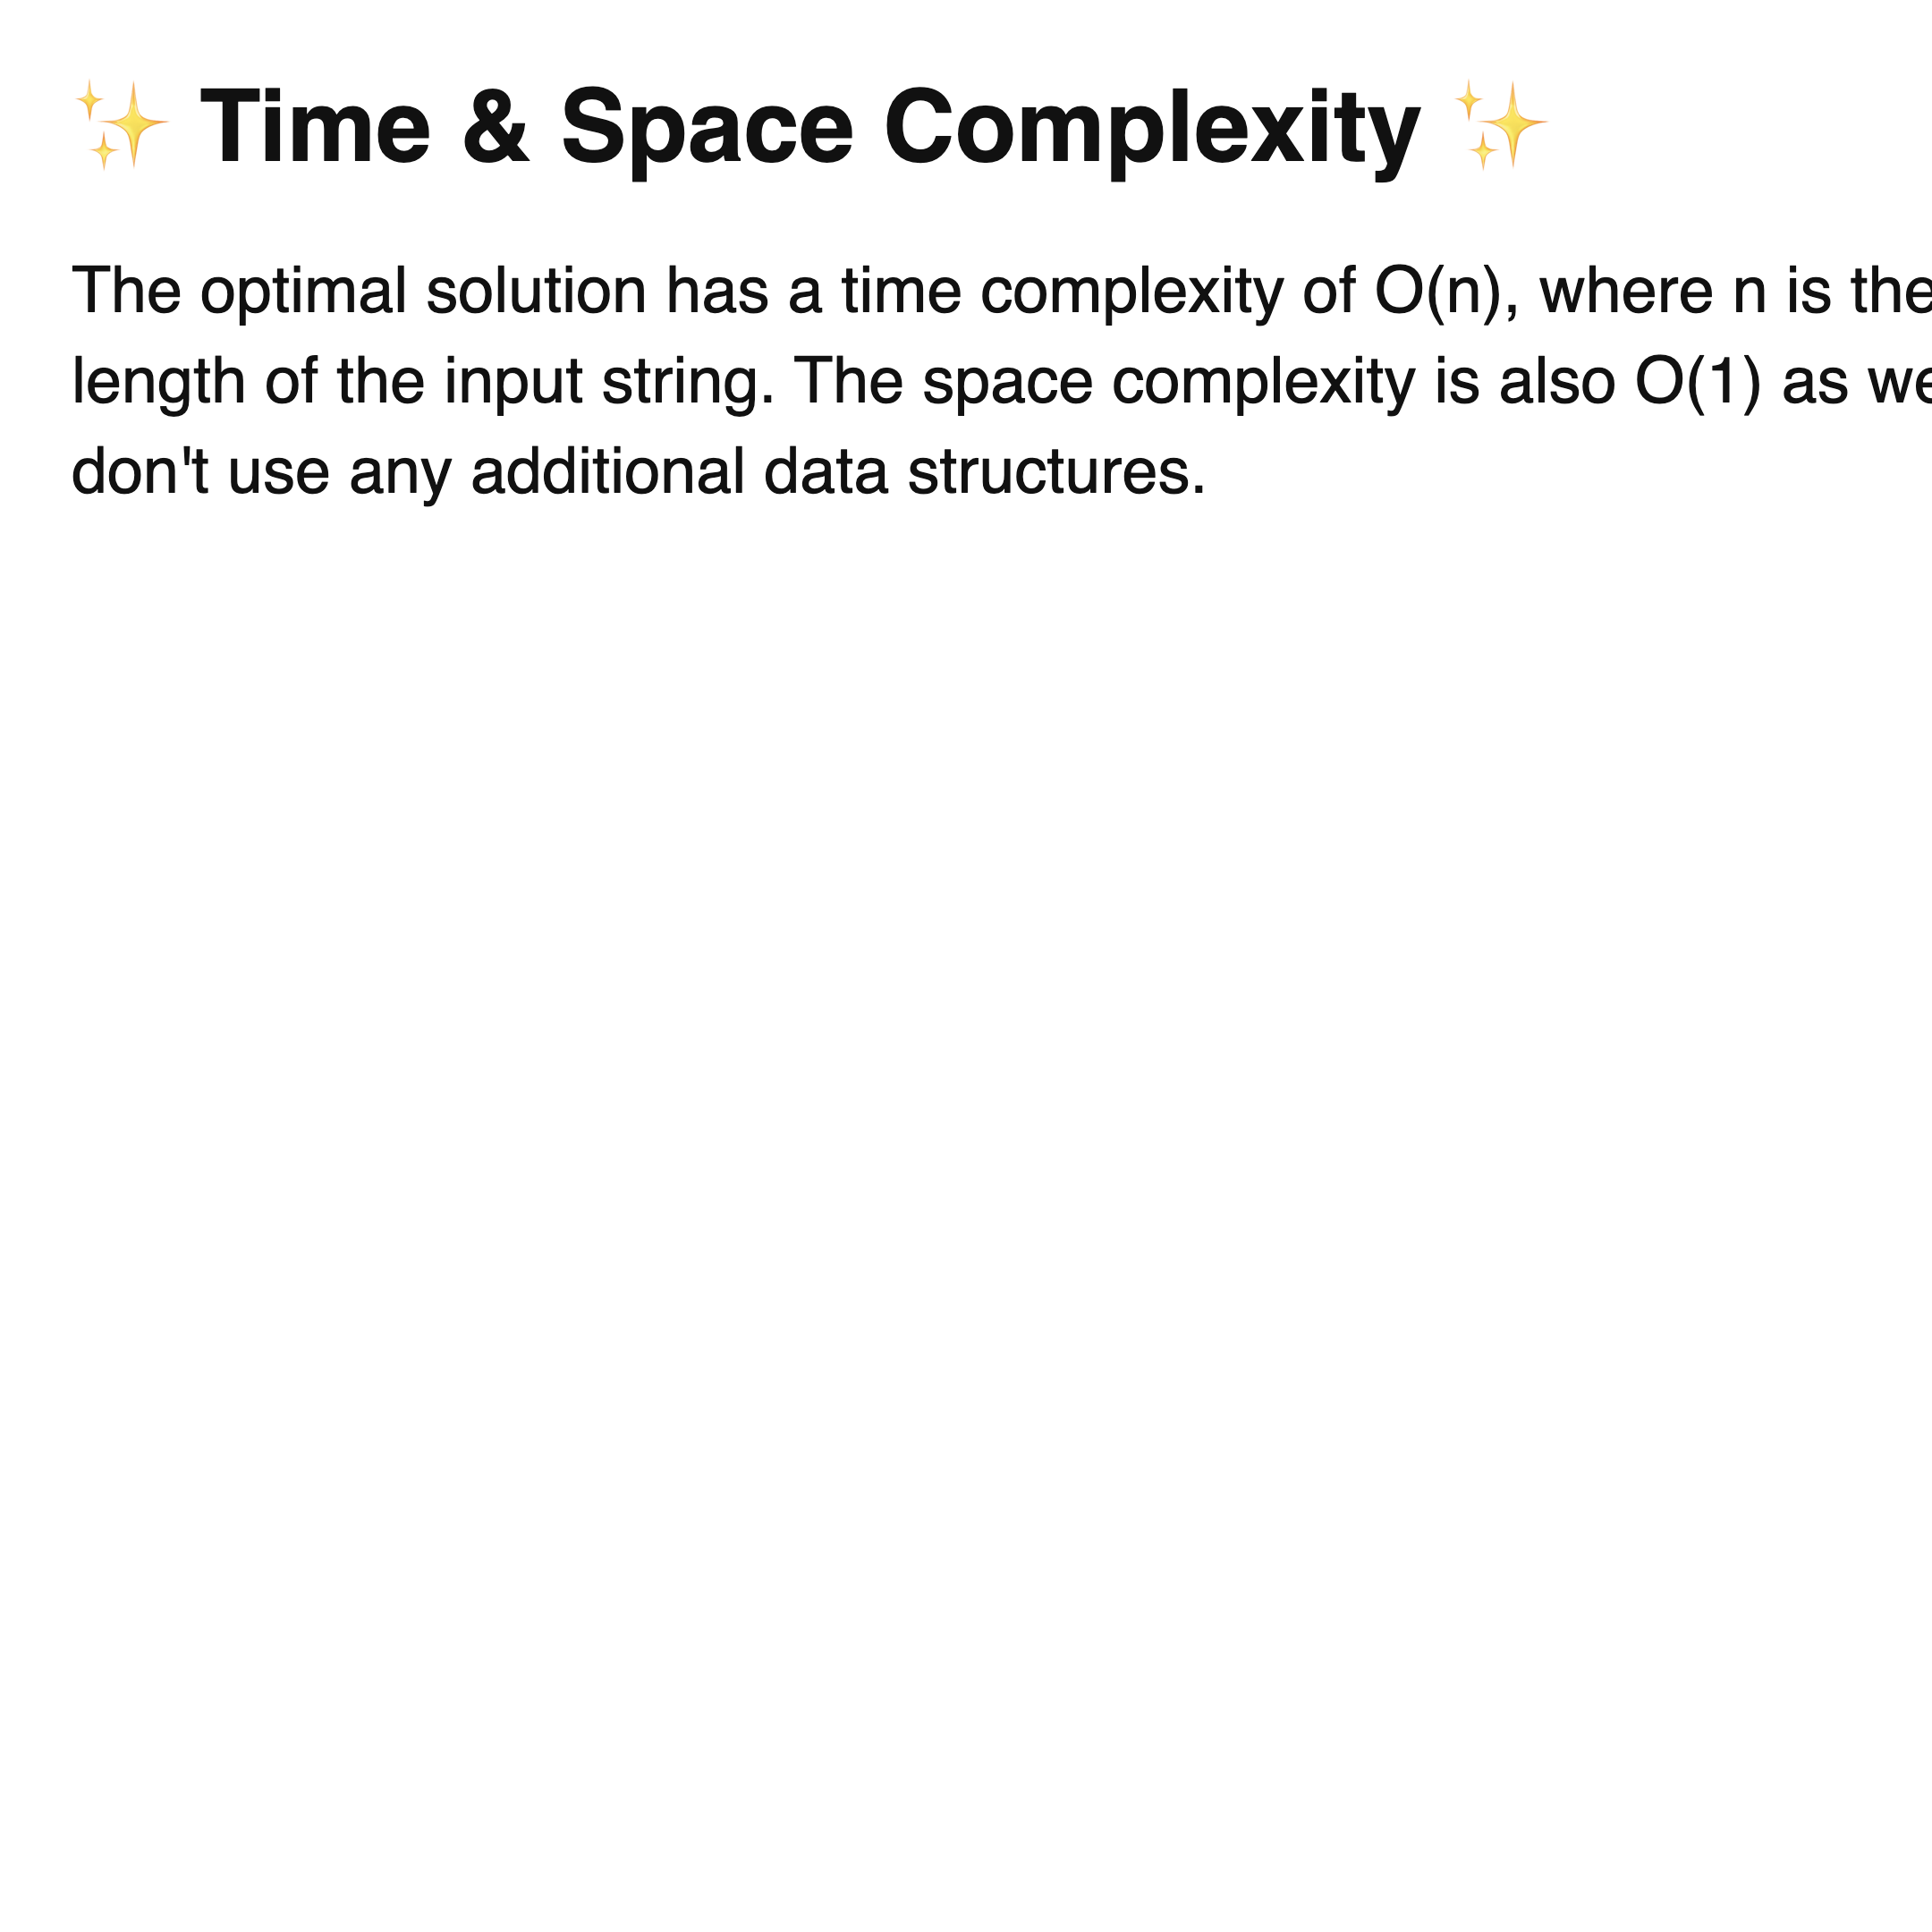 ✨ Time & Space Complexity ✨
The optimal solution has a time complexity of O(n), where n is the
length of the input string. The space complexity is also O(1) as we
don't use any additional data structures.